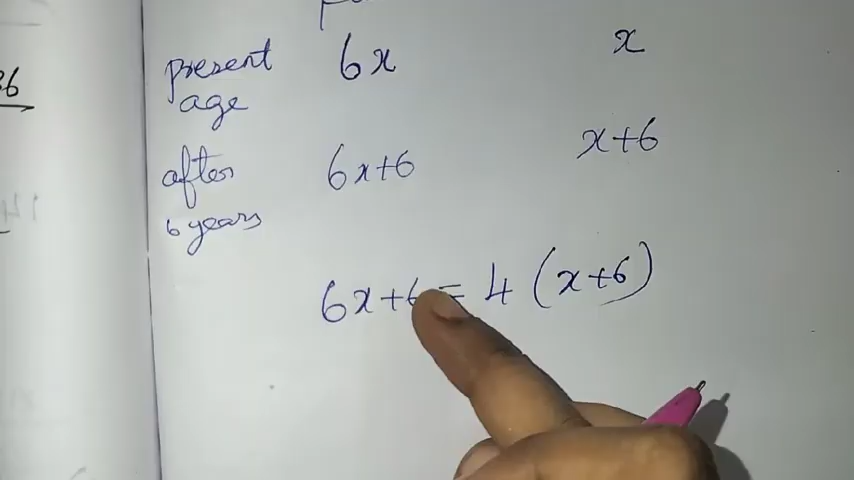 present 6x x
age
after 6x+6 x+6
6 years
6x+6 = 4 (x+6)